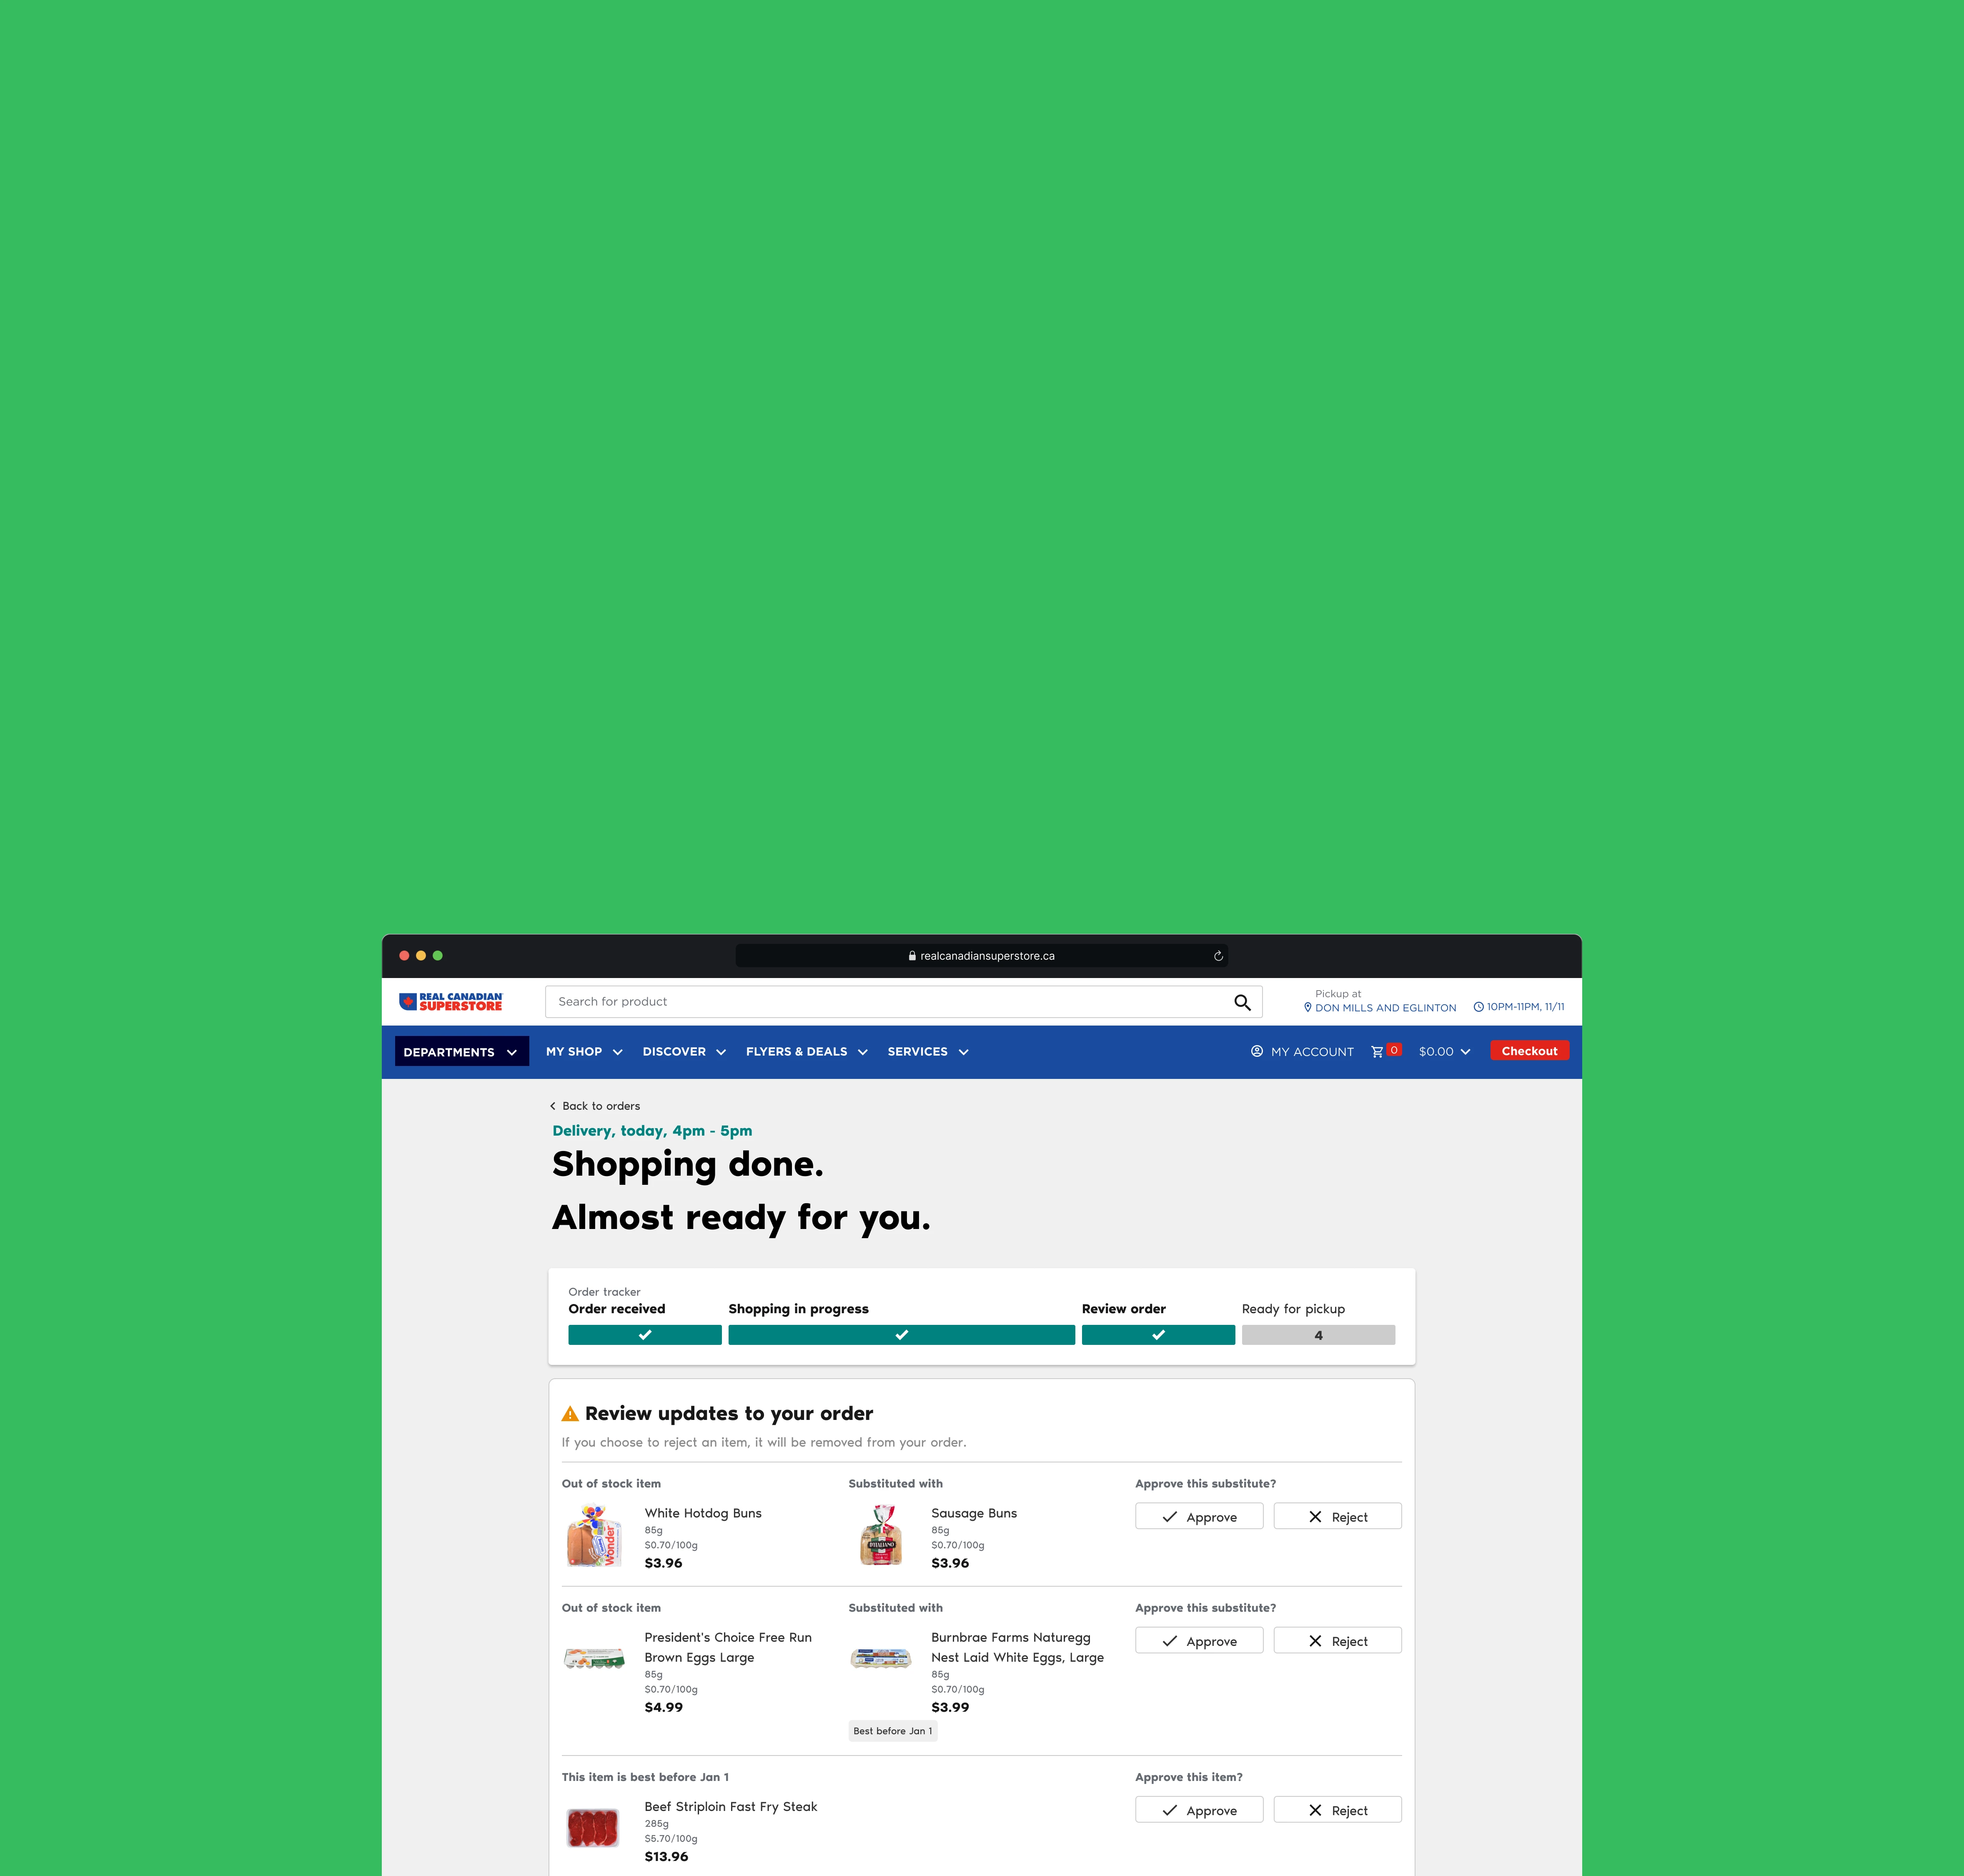 realcanadiansuperstore.ca
REAL CANADIAN
SUPERSTORE
Search for product
Pickup at
DON MILLS AND EGLINTON
10PM-11PM, 11/11
DEPARTMENTS
MY SHOP
DISCOVER
FLYERS & DEALS
SERVICES
MY ACCOUNT
0
$0.00
Checkout
Back to orders
Delivery, today, 4pm - 5pm
Shopping done.
Almost ready for you.
Order tracker
Order received
Shopping in progress
Review order
Ready for pickup
4
Review updates to your order
If you choose to reject an item, it will be removed from your order.
Out of stock item
Substituted with
Approve this substitute?
Wonder
White Hotdog Buns
85g
$0.70/100g
$3.96
D'ITALIANO
Sausage Buns
85g
$0.70/100g
$3.96
Approve
Reject
Out of stock item
Substituted with
Approve this substitute?
President's Choice Free Run
Brown Eggs Large
85g
$0.70/100g
$4.99
Burnbrae Farms Naturegg
Nest Laid White Eggs, Large
85g
$0.70/100g
$3.99
Best before Jan 1
Approve
Reject
This item is best before Jan 1
Approve this item?
Beef Striploin Fast Fry Steak
285g
$5.70/100g
$13.96
Approve
Reject